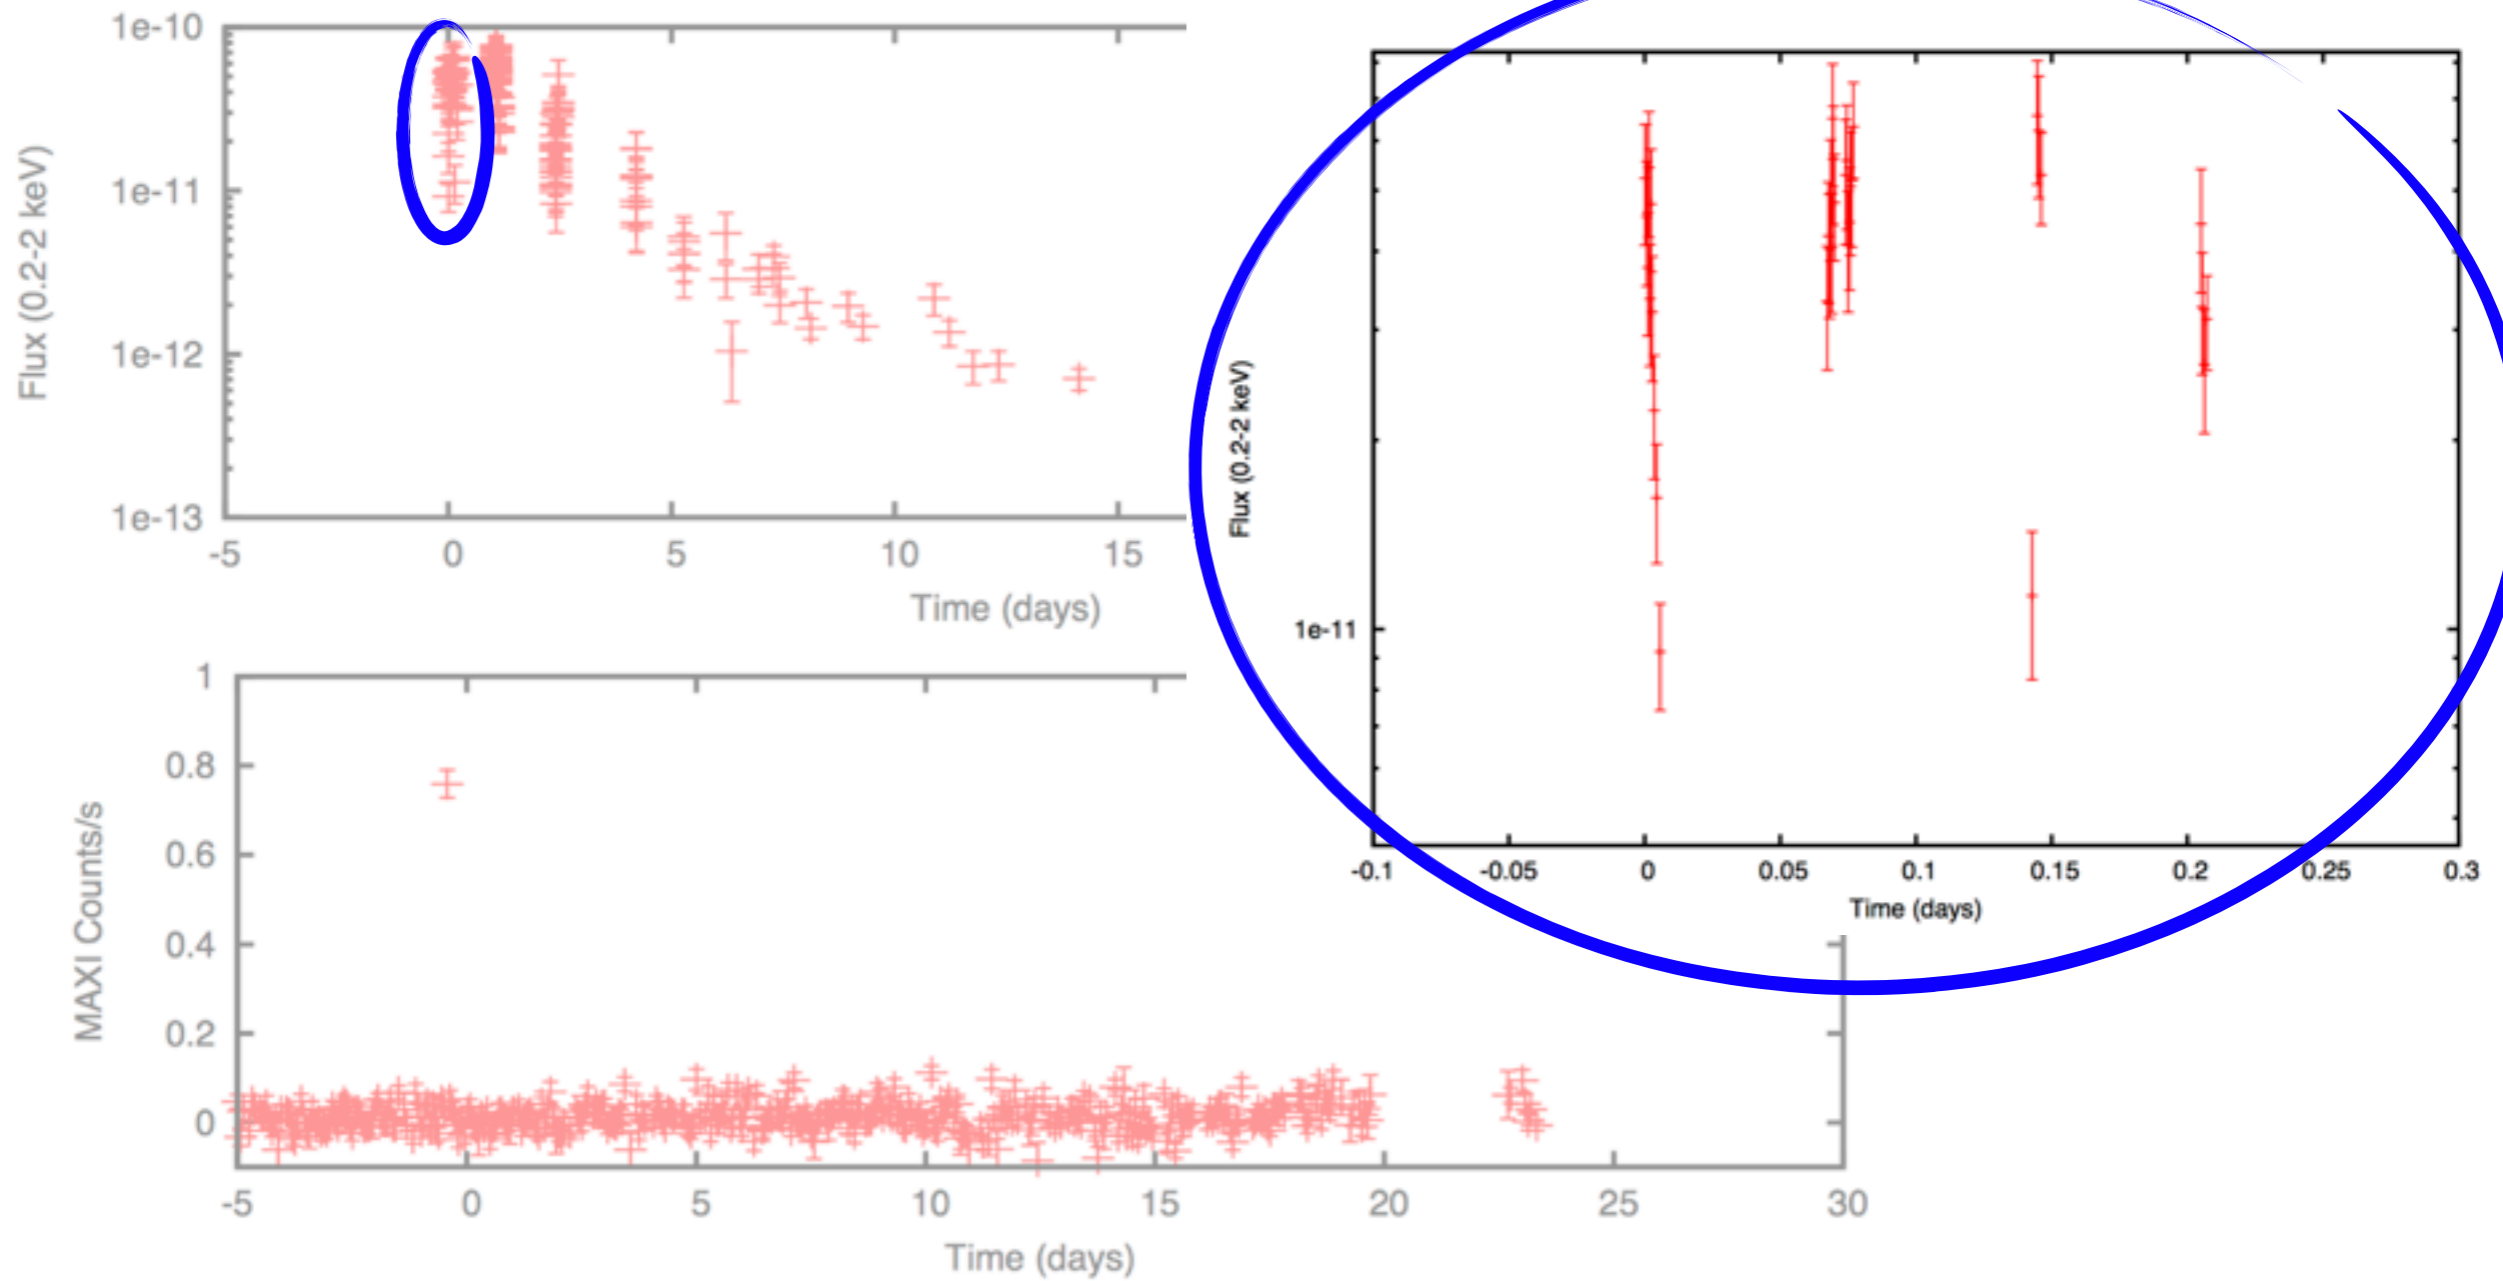 1e-10
1e-11
1e-12
1e-13
Flux (0.2-2 keV)
-5 0 5 10 15
Time (days)
Flux (0.2-2 keV)
1e-11
-0.1 -0.05 0 0.05 0.1 0.15 0.2 0.25 0.3
Time (days)
1
0.8
0.6
0.4
0.2
0
MAXI Counts/s
-5 0 5 10 15 20 25 30
Time (days)